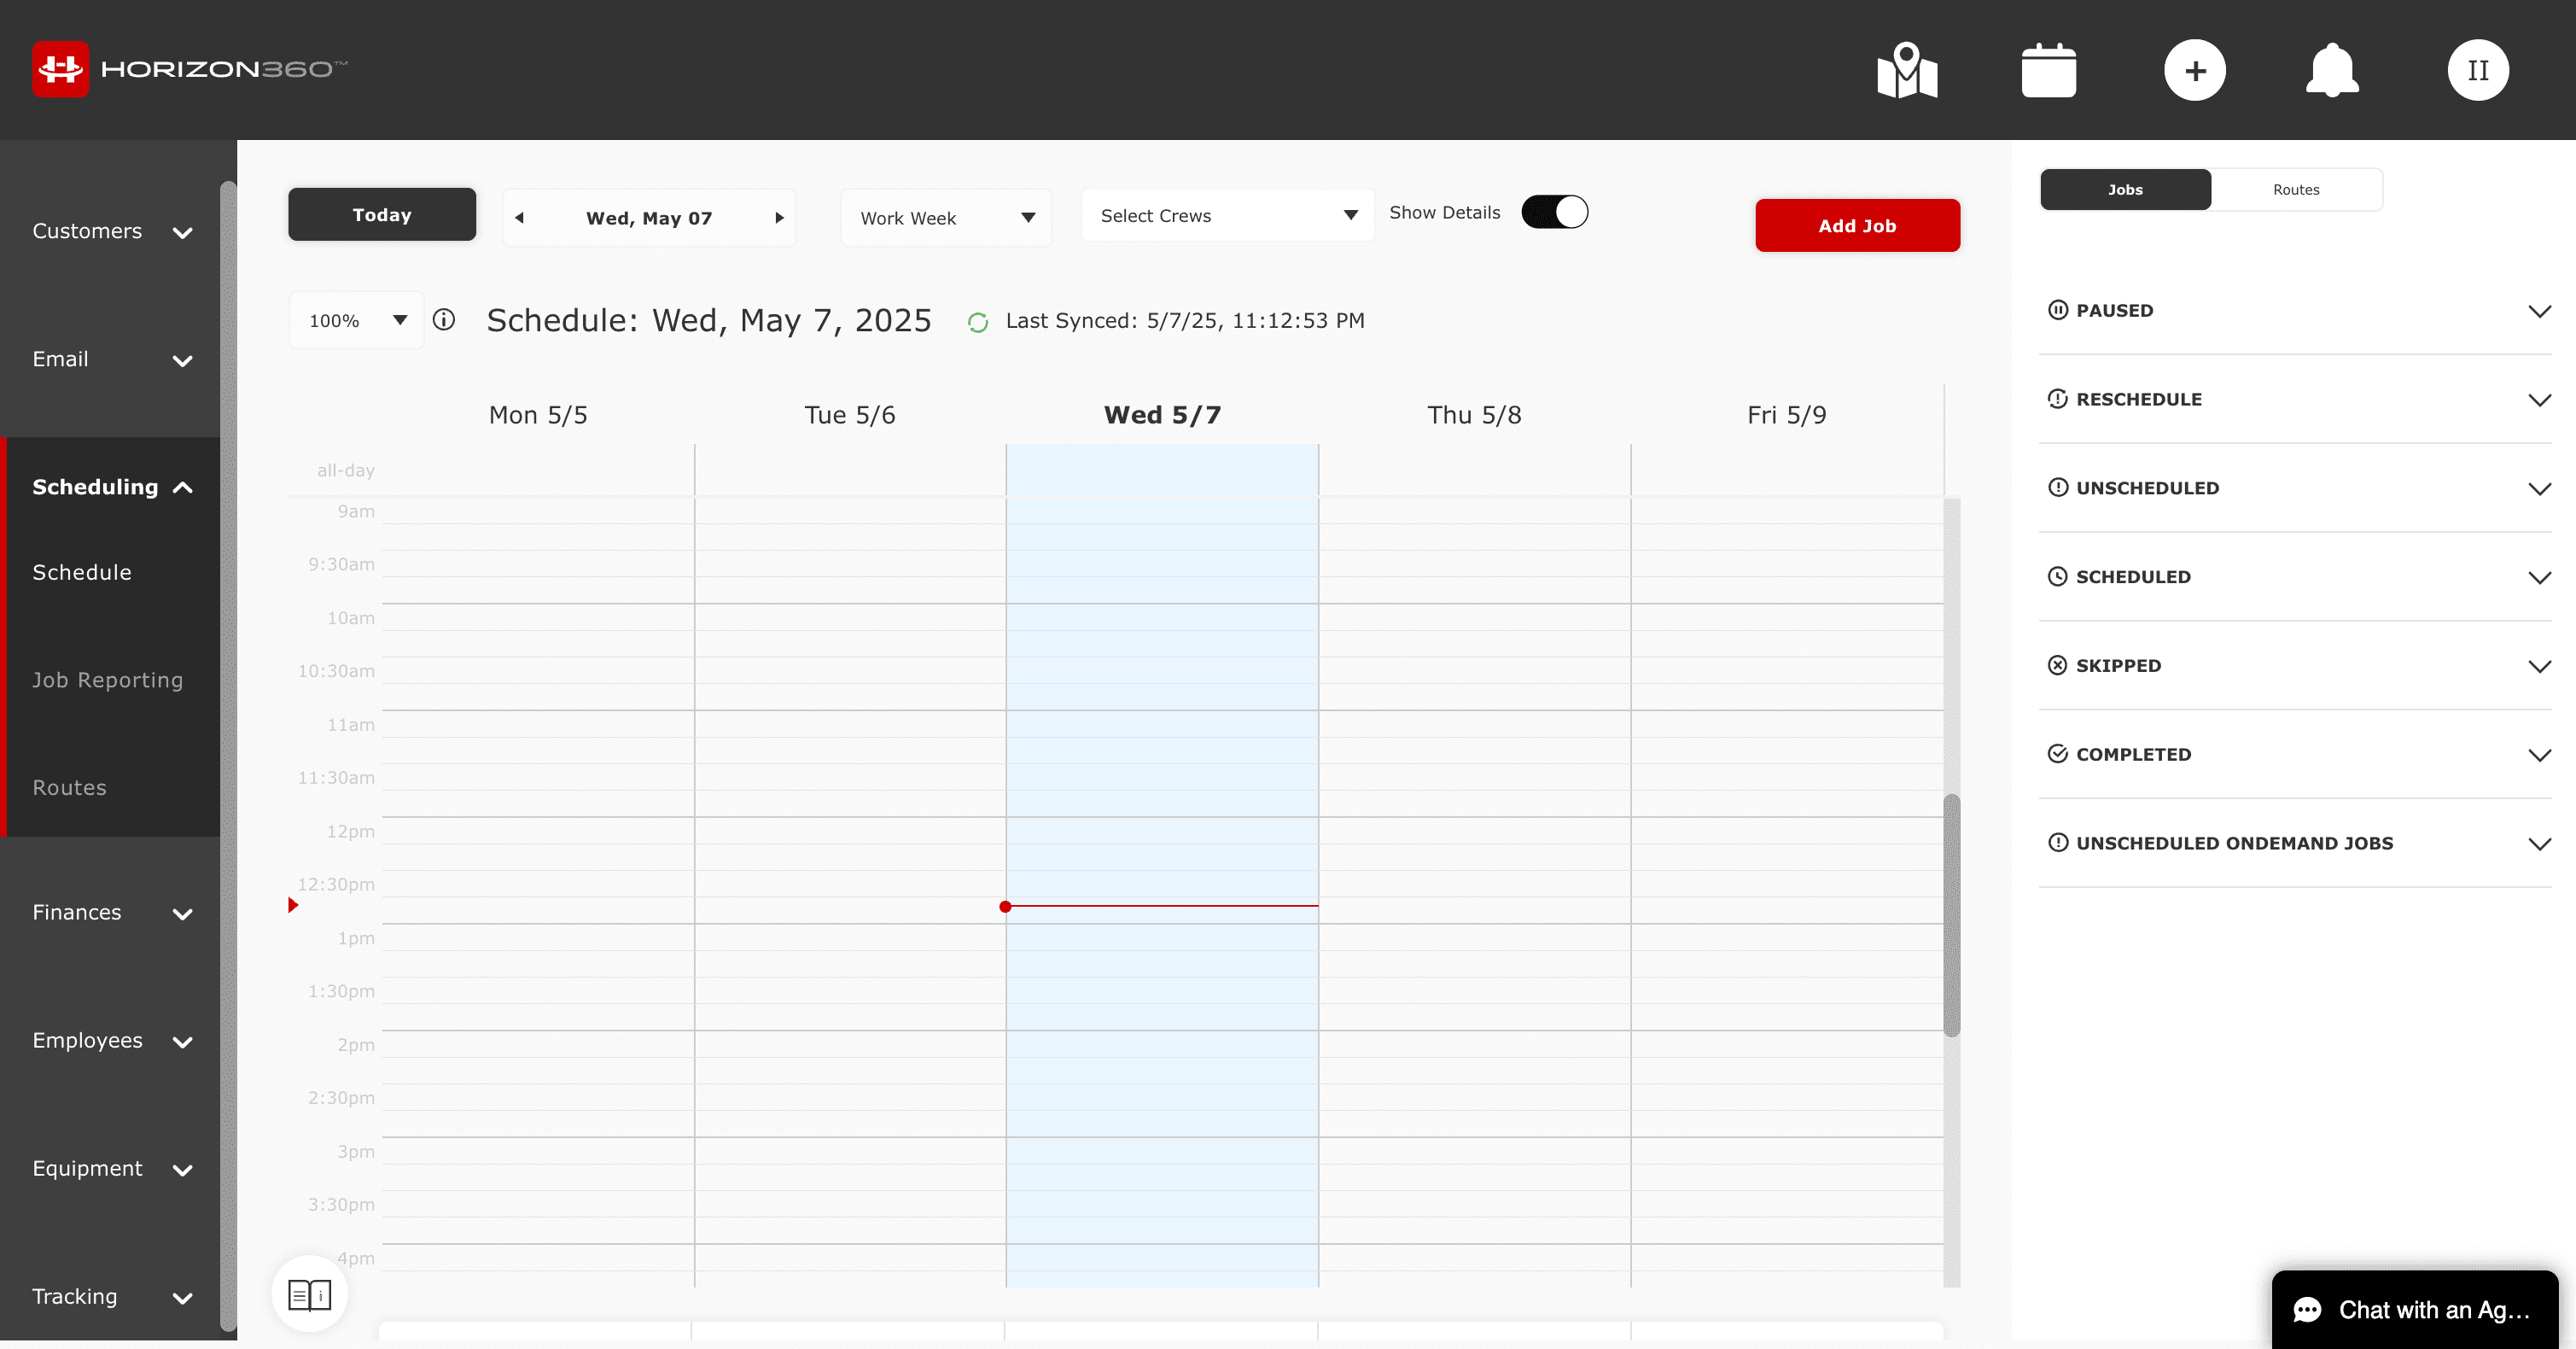 HORIZON360™
II
Customers
Email
Scheduling
Schedule
Job Reporting
Routes
Finances
Employees
Equipment
Tracking
Today
Wed, May 07
Work Week
Select Crews
Show Details
Add Job
100%
Schedule: Wed, May 7, 2025
Last Synced: 5/7/25, 11:12:53 PM
Mon 5/5 Tue 5/6 Wed 5/7 Thu 5/8 Fri 5/9
all-day
9am
9:30am
10am
10:30am
11am
11:30am
12pm
12:30pm
1pm
1:30pm
2pm
2:30pm
3pm
3:30pm
4pm
Jobs
Routes
PAUSED
RESCHEDULE
UNSCHEDULED
SCHEDULED
SKIPPED
COMPLETED
UNSCHEDULED ONDEMAND JOBS
Chat with an Ag...